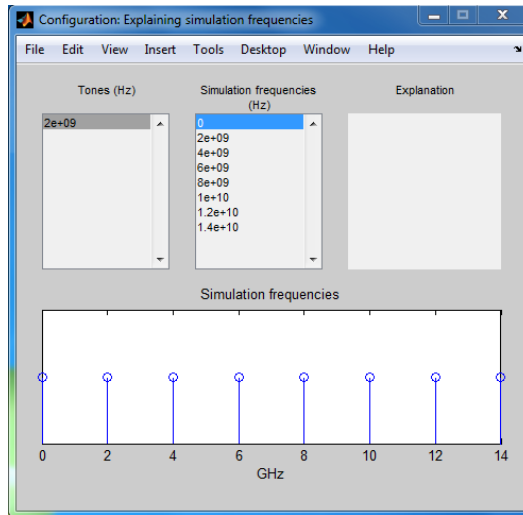 Configuration: Explaining simulation frequencies
File Edit View Insert Tools Desktop Window Help
Tones (Hz)
2e+09
Simulation frequencies
(Hz)
0
2e+09
4e+09
6e+09
8e+09
1e+10
1.2e+10
1.4e+10
Explanation
Simulation frequencies
0 2 4 6 8 10 12 14
GHz